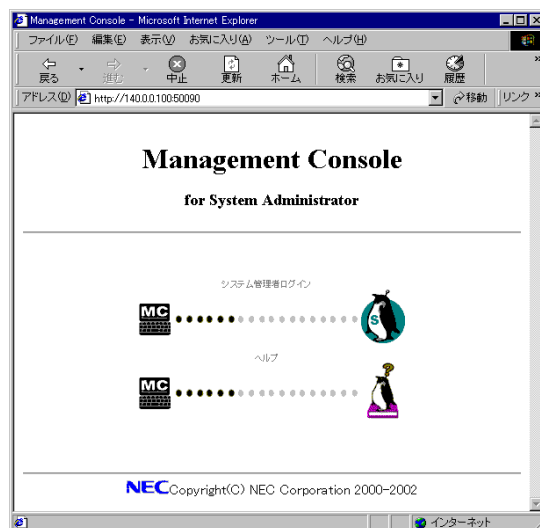 Management Console - Microsoft Internet Explorer
ファイル(F) 編集(E) 表示(V) お気に入り(A) ツール(T) ヘルプ(H)
戻る 進む 中止 更新 ホーム 検索 お気に入り 履歴 »
アドレス(D) http://140.0.0.100:50090 移動 リンク »
Management Console
for System Administrator
システム管理者ログイン
MC S
ヘルプ
MC ?
NEC Copyright(C) NEC Corporation 2000-2002
インターネット